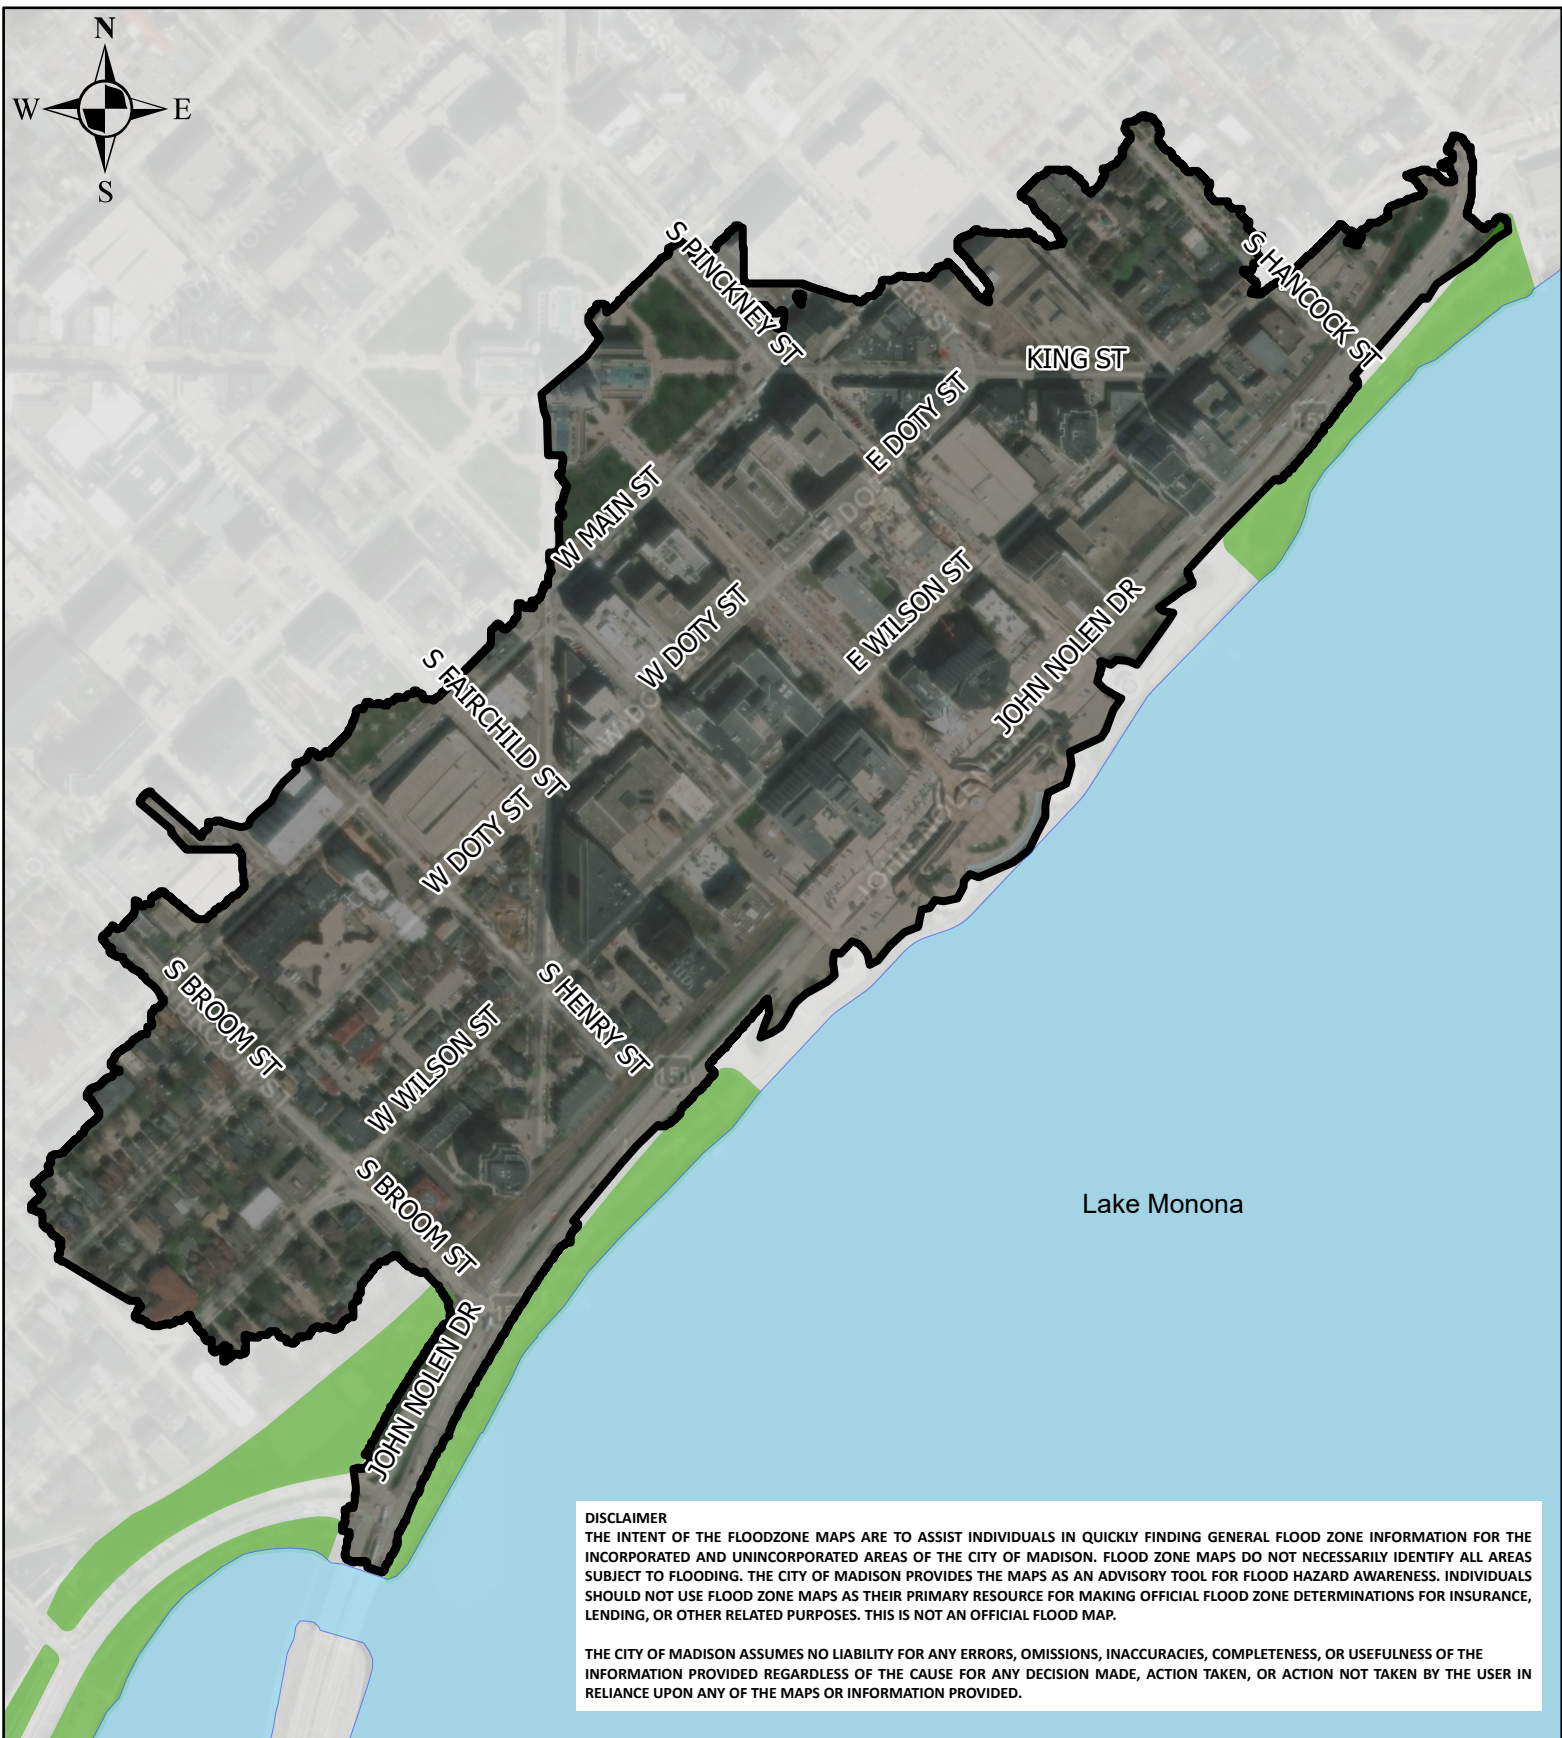 N
W E
S
S PINCKNEY ST
S HANCOCK ST
KING ST
E DOTY ST
W MAIN ST
E WILSON ST
W DOTY ST
JOHN NOLEN DR
S FAIRCHILD ST
W DOTY ST
S BROOM ST
S HENRY ST
W WILSON ST
151
S BROOM ST
Lake Monona
JOHN NOLEN DR
DISCLAIMER
THE INTENT OF THE FLOODZONE MAPS ARE TO ASSIST INDIVIDUALS IN QUICKLY FINDING GENERAL FLOOD ZONE INFORMATION FOR THE
INCORPORATED AND UNINCORPORATED AREAS OF THE CITY OF MADISON. FLOOD ZONE MAPS DO NOT NECESSARILY IDENTIFY ALL AREAS
SUBJECT TO FLOODING. THE CITY OF MADISON PROVIDES THE MAPS AS AN ADVISORY TOOL FOR FLOOD HAZARD AWARENESS. INDIVIDUALS
SHOULD NOT USE FLOOD ZONE MAPS AS THEIR PRIMARY RESOURCE FOR MAKING OFFICIAL FLOOD ZONE DETERMINATIONS FOR INSURANCE,
LENDING, OR OTHER RELATED PURPOSES. THIS IS NOT AN OFFICIAL FLOOD MAP.
THE CITY OF MADISON ASSUMES NO LIABILITY FOR ANY ERRORS, OMISSIONS, INACCURACIES, COMPLETENESS, OR USEFULNESS OF THE
INFORMATION PROVIDED REGARDLESS OF THE CAUSE FOR ANY DECISION MADE, ACTION TAKEN, OR ACTION NOT TAKEN BY THE USER IN
RELIANCE UPON ANY OF THE MAPS OR INFORMATION PROVIDED.